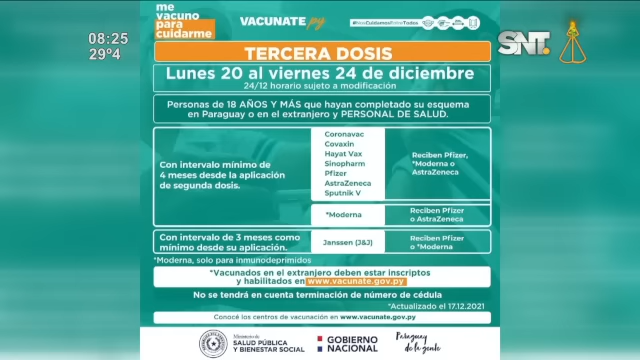 08:25
29°4
me
vacuno
para
cuidarme
VACUNATE py
SNT
TERCERA DOSIS
Lunes 20 al viernes 24 de diciembre
24/12 horario sujeto a modificación
Personas de 18 AÑOS Y MÁS que hayan completado su esquema
en Paraguay o en el extranjero y PERSONAL DE SALUD.
Con intervalo mínimo de
4 meses desde la aplicación
de segunda dosis.
Coronavac
Covaxin
Hayat Vax
Sinopharm
Pfizer
AstraZeneca
Sputnik V
Reciben Pfizer,
*Moderna o
AstraZeneca
*Moderna
Reciben Pfizer
o AstraZeneca
Con intervalo de 3 meses como
mínimo desde su aplicación.
Janssen (J&J)
Reciben Pfizer
o *Moderna
*Moderna, solo para inmunodeprimidos
*Vacunados en el extranjero deben estar inscriptos
y habilitados en www.vacunate.gov.py
No se tendrá en cuenta terminación de número de cédula
*Actualizado el 17.12.2021
Conocé los centros de vacunación en www.vacunate.gov.py
Ministerio de
SALUD PÚBLICA
Y BIENESTAR SOCIAL
GOBIERNO
NACIONAL
Paraguay
de la gente